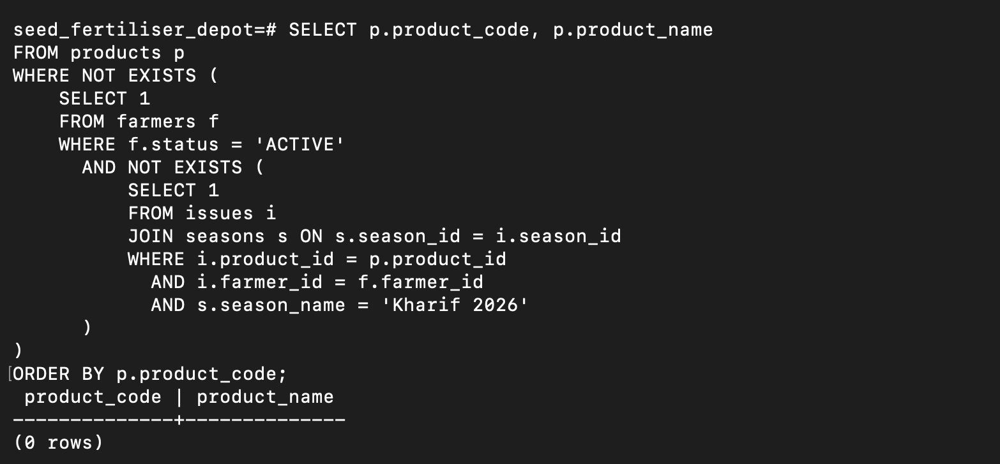 seed_fertiliser_depot=# SELECT p.product_code, p.product_name
FROM products p
WHERE NOT EXISTS (
    SELECT 1
    FROM farmers f
    WHERE f.status = 'ACTIVE'
      AND NOT EXISTS (
          SELECT 1
          FROM issues i
          JOIN seasons s ON s.season_id = i.season_id
          WHERE i.product_id = p.product_id
            AND i.farmer_id = f.farmer_id
            AND s.season_name = 'Kharif 2026'
      )
)
[ORDER BY p.product_code;
 product_code | product_name
--------------+--------------
(0 rows)